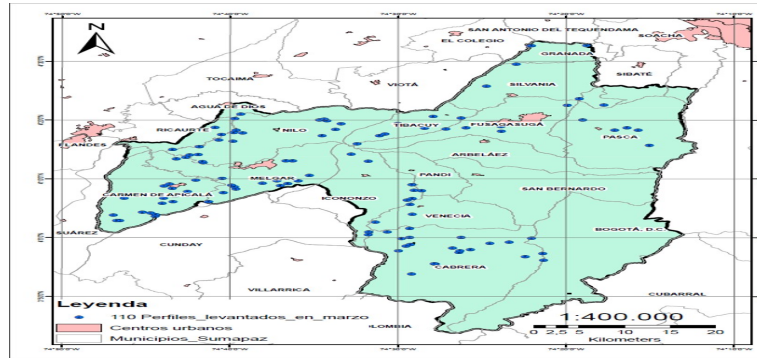 N
SAN ANTONIO DEL TEQUENDAMA
SOACHA
EL COLEGIO
GRANADA
SIBATÉ
TOCAIMA
VIOTÁ
SILVANIA
AGUA DE DIOS
RICAURTE
NILO
TIBACUY
FUSAGASUGÁ
FLANDES
PASCA
ARBELÁEZ
MELGAR
PANDI
CARMEN DE APICALÁ
ICONONZO
SAN BERNARDO
VENECIA
SUÁREZ
BOGOTÁ. D.C.
CUNDAY
CABRERA
VILLARRICA
CUBARRAL
Leyenda
110 Perfiles_levantados_en_marzo
Centros urbanos
Municipios_Sumapaz
OLOMBIA
1:400.000
0 2,5 5 10 15 20
Kilometers